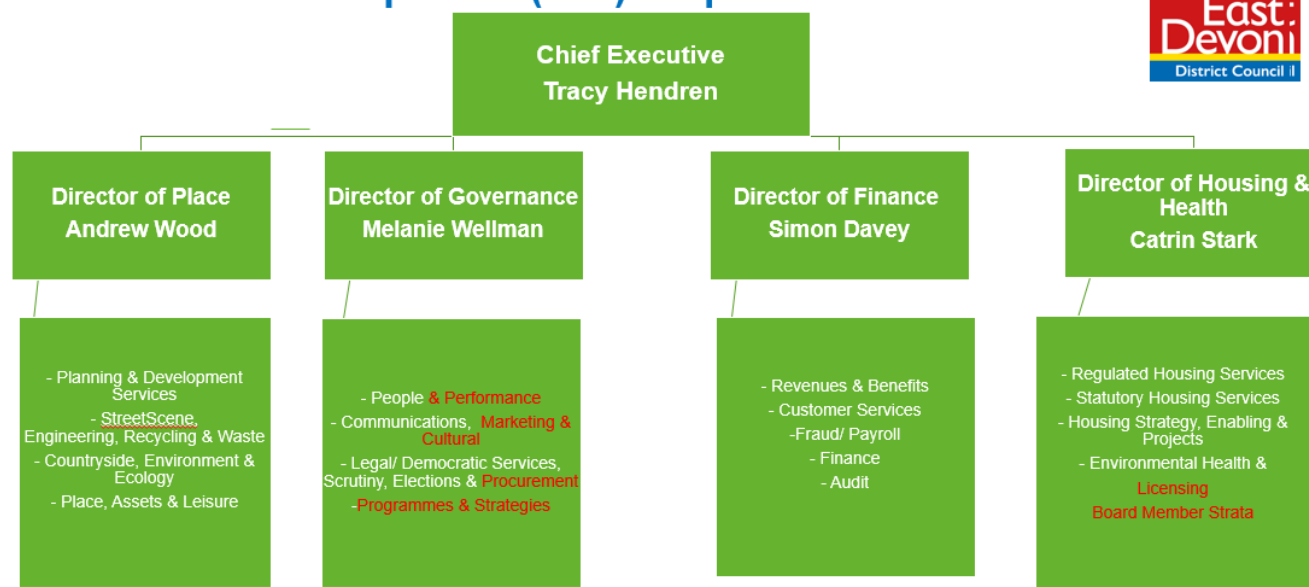 Chief Executive
Tracy Hendren
East
Devon
District Council
Director of Place
Andrew Wood
Director of Governance
Melanie Wellman
Director of Finance
Simon Davey
Director of Housing &
Health
Catrin Stark
- Planning & Development
Services
- StreetScene,
Engineering, Recycling & Waste
- Countryside, Environment &
Ecology
- Place, Assets & Leisure
- People & Performance
- Communications,  Marketing &
Cultural
- Legal/ Democratic Services,
Scrutiny, Elections & Procurement
-Programmes & Strategies
- Revenues & Benefits
- Customer Services
-Fraud/ Payroll
- Finance
- Audit
- Regulated Housing Services
- Statutory Housing Services
- Housing Strategy, Enabling &
Projects
- Environmental Health &
Licensing
Board Member Strata